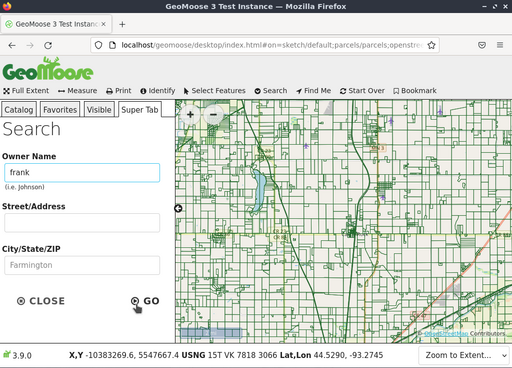 GeoMoose 3 Test Instance — Mozilla Firefox
GeoMoose 3 Test Instance
localhost/geomoose/desktop/index.html#on=sketch/default;parcels/parcels;openstre
GeoMoose
Full Extent Measure Print Identify Select Features Search Find Me Start Over Bookmark
Catalog Favorites Visible Super Tab
Search
Owner Name
frank
(i.e. Johnson)
Street/Address
City/State/ZIP
Farmington
CLOSE GO
© OpenStreetMap Contributors
3.9.0 X,Y -10383269.6, 5547667.4 USNG 15T VK 7818 3066 Lat,Lon 44.5290, -93.2745 Zoom to Extent...